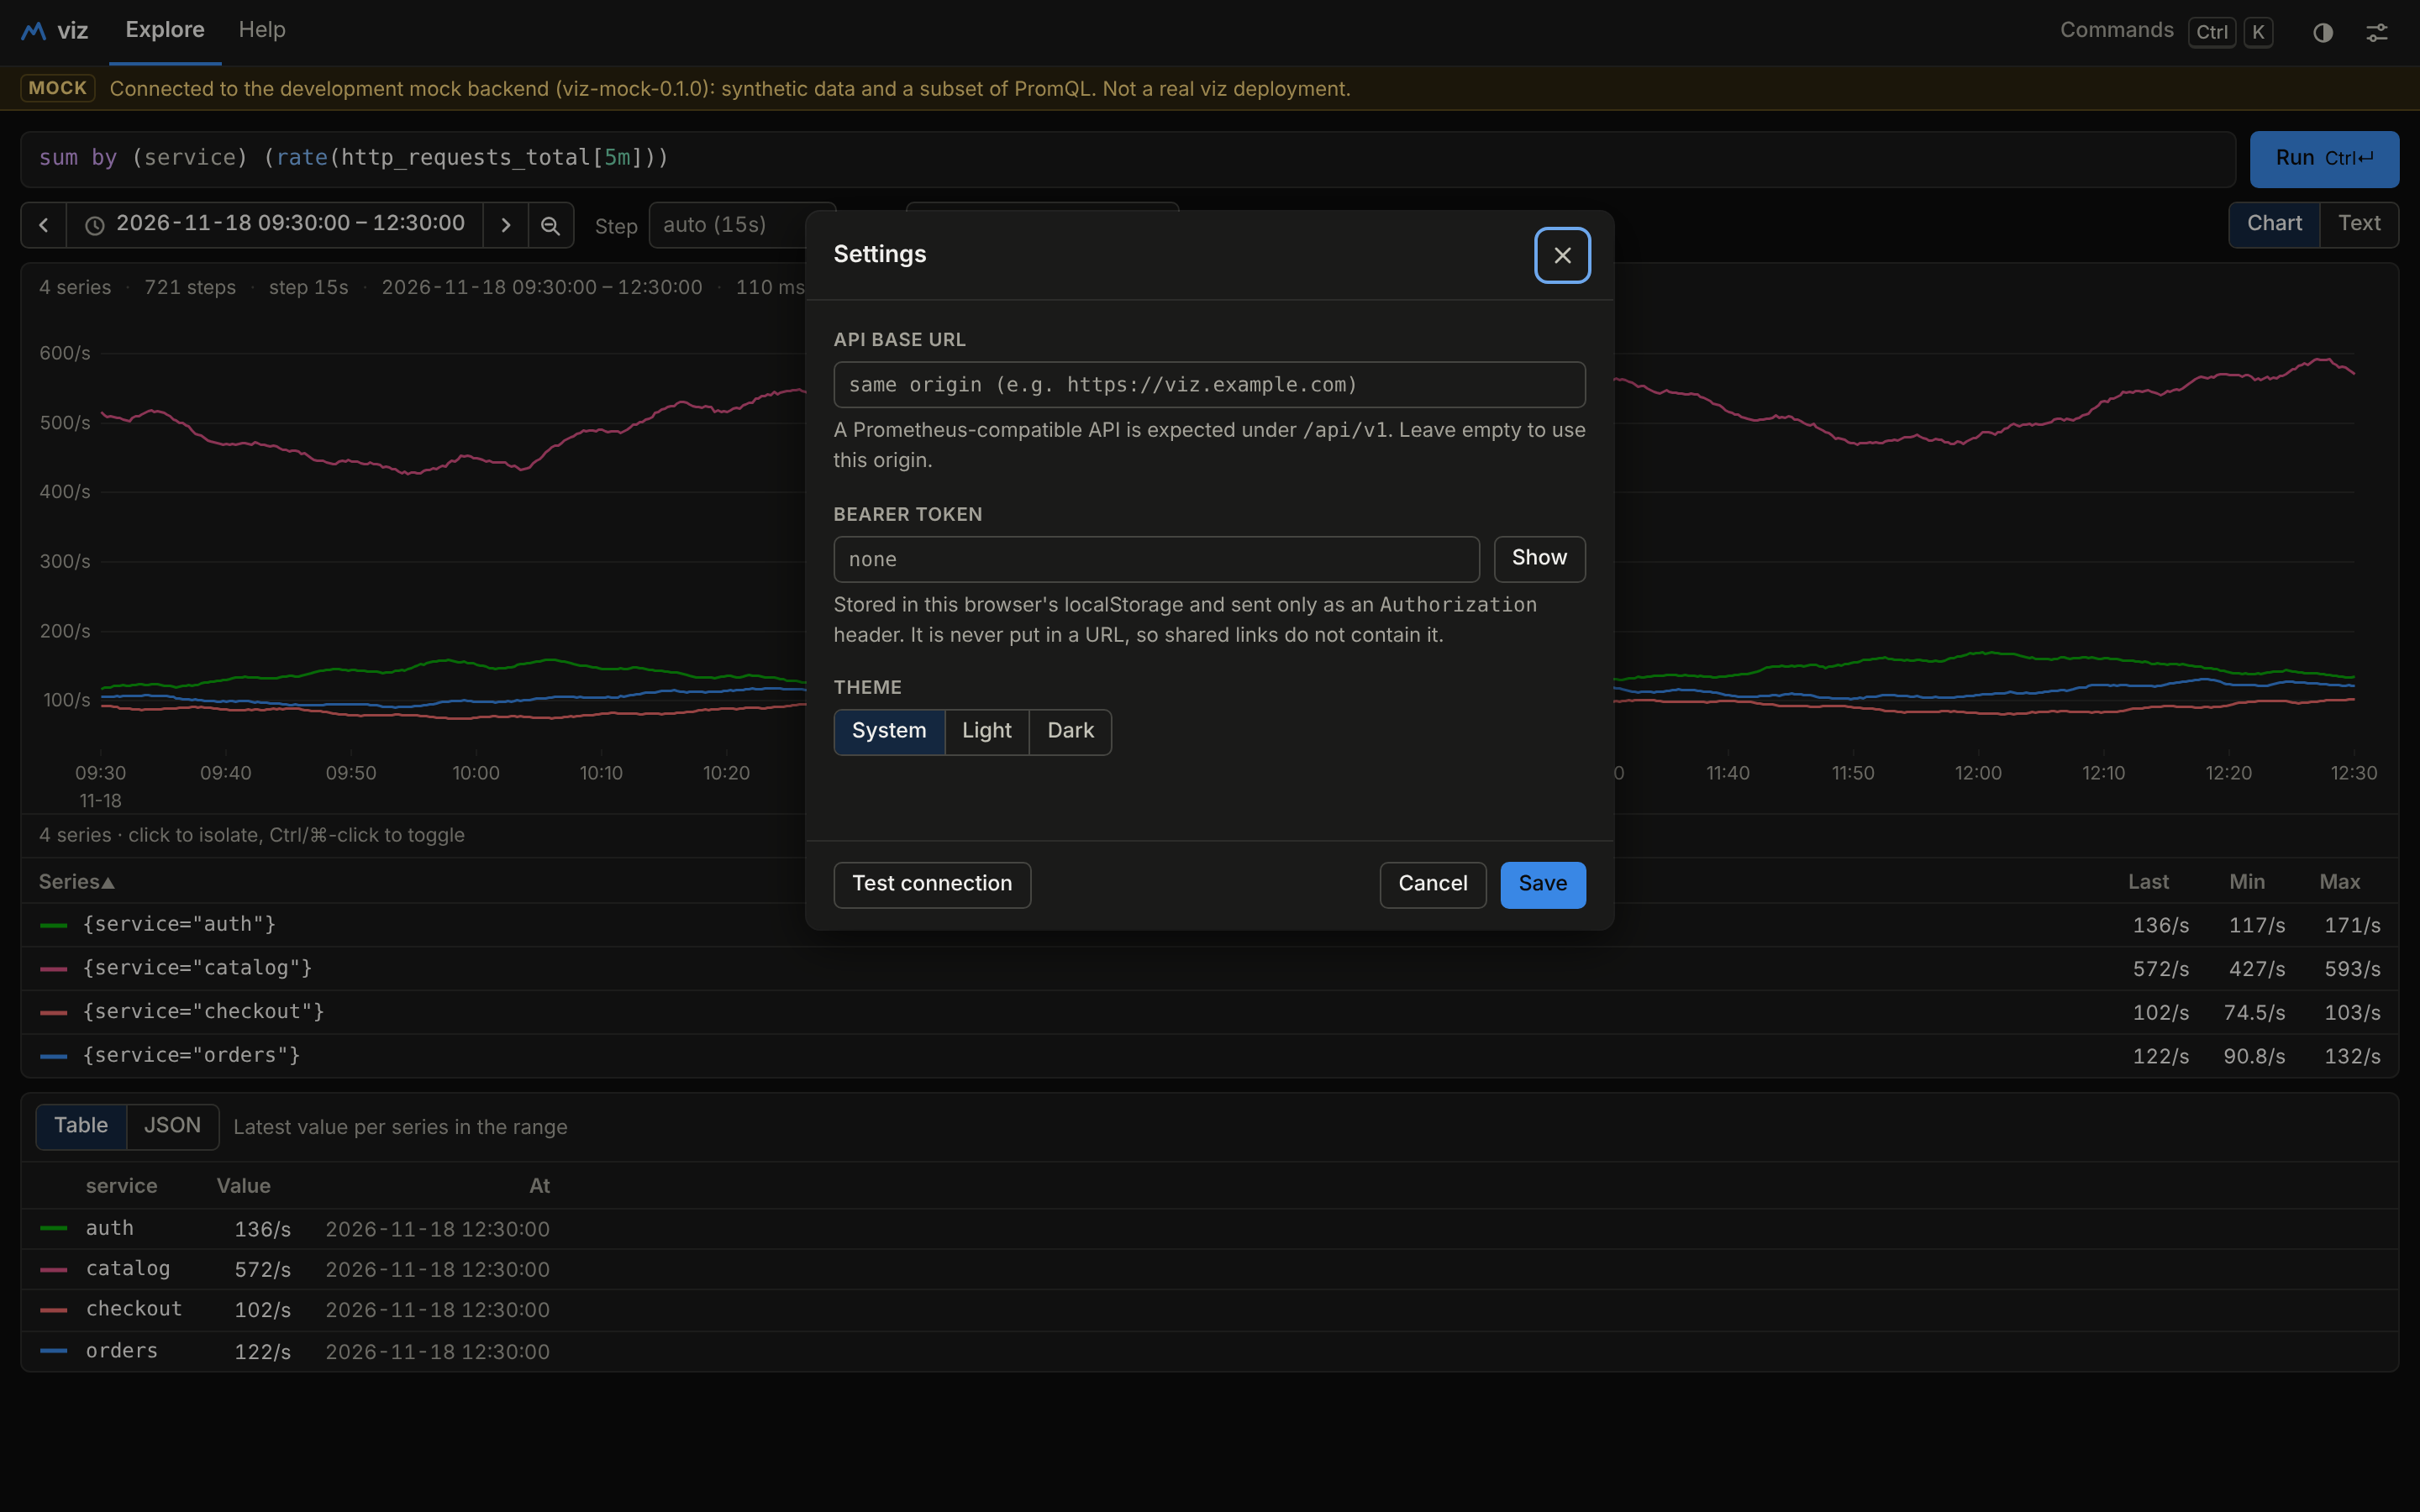 viz Explore Help Commands Ctrl K
MOCK Connected to the development mock backend (viz-mock-0.1.0): synthetic data and a subset of PromQL. Not a real viz deployment.
sum by (service) (rate(http_requests_total[5m])) Run Ctrl↵
2026-11-18 09:30:00 – 12:30:00 Step auto (15s) Chart Text
4 series · 721 steps · step 15s · 2026-11-18 09:30:00 – 12:30:00 · 110 ms
600/s
500/s
400/s
300/s
200/s
100/s
09:30 09:40 09:50 10:00 10:10 10:20 0 11:40 11:50 12:00 12:10 12:20 12:30
11-18
4 series · click to isolate, Ctrl/⌘-click to toggle
Series▲ Last Min Max
{service="auth"} 136/s 117/s 171/s
{service="catalog"} 572/s 427/s 593/s
{service="checkout"} 102/s 74.5/s 103/s
{service="orders"} 122/s 90.8/s 132/s
Table JSON Latest value per series in the range
service Value At
auth 136/s 2026-11-18 12:30:00
catalog 572/s 2026-11-18 12:30:00
checkout 102/s 2026-11-18 12:30:00
orders 122/s 2026-11-18 12:30:00
Settings
API BASE URL
same origin (e.g. https://viz.example.com)
A Prometheus-compatible API is expected under /api/v1. Leave empty to use
this origin.
BEARER TOKEN
none Show
Stored in this browser's localStorage and sent only as an Authorization
header. It is never put in a URL, so shared links do not contain it.
THEME
System Light Dark
Test connection Cancel Save